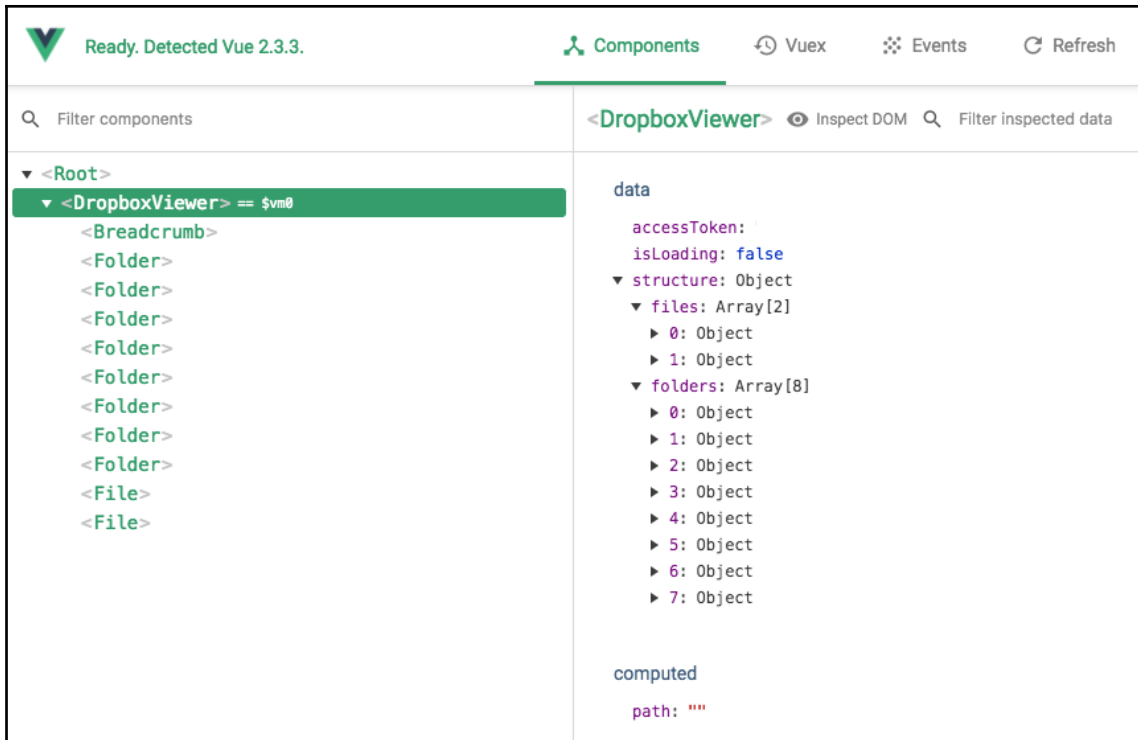 Ready. Detected Vue 2.3.3.
Components
Vuex
Events
Refresh
Filter components
<DropboxViewer> Inspect DOM Filter inspected data
▼ <Root>
▼ <DropboxViewer> == $vm0
<Breadcrumb>
<Folder>
<Folder>
<Folder>
<Folder>
<Folder>
<Folder>
<Folder>
<Folder>
<File>
<File>
data
accessToken:
isLoading: false
▼ structure: Object
▼ files: Array[2]
▶ 0: Object
▶ 1: Object
▼ folders: Array[8]
▶ 0: Object
▶ 1: Object
▶ 2: Object
▶ 3: Object
▶ 4: Object
▶ 5: Object
▶ 6: Object
▶ 7: Object
computed
path: ""